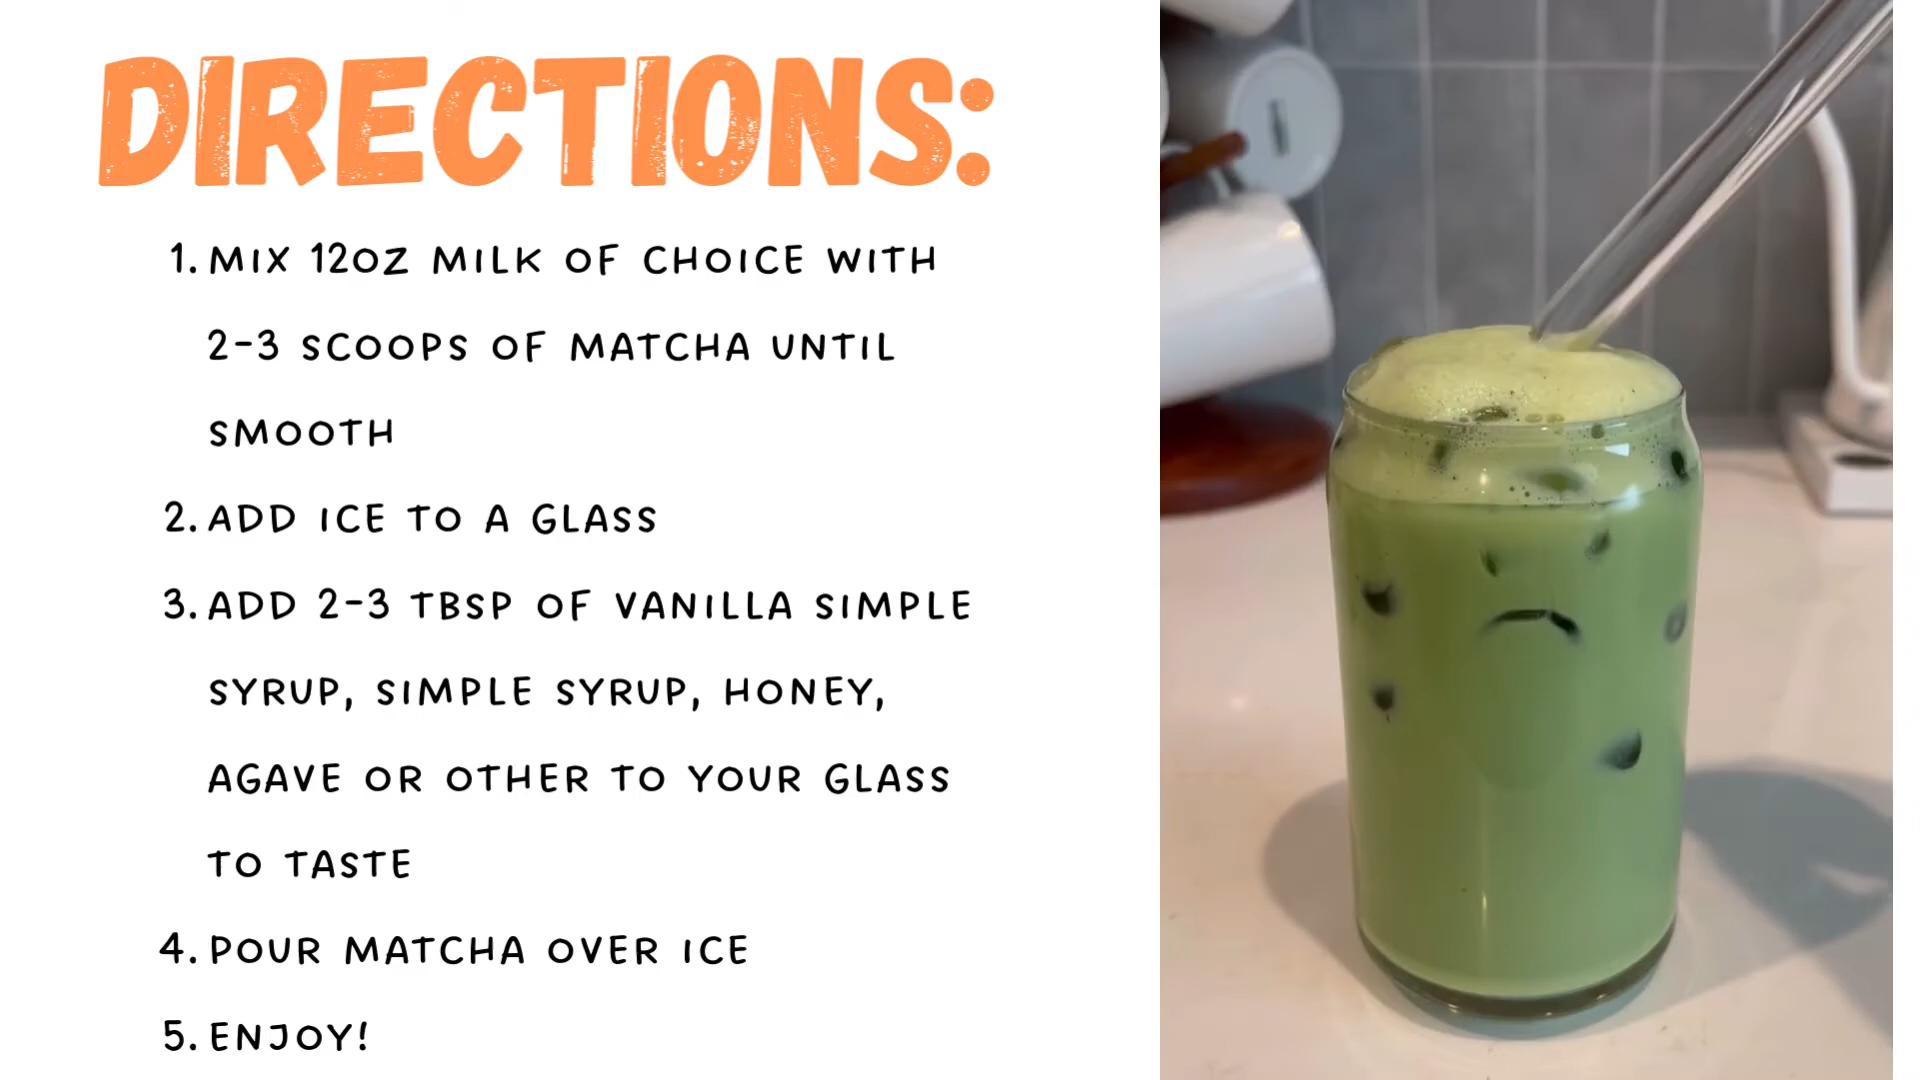 DIRECTIONS:
1. MIX 12OZ MILK OF CHOICE WITH
2-3 SCOOPS OF MATCHA UNTIL
SMOOTH
2. ADD ICE TO A GLASS
3. ADD 2-3 TBSP OF VANILLA SIMPLE
SYRUP, SIMPLE SYRUP, HONEY,
AGAVE OR OTHER TO YOUR GLASS
TO TASTE
4. POUR MATCHA OVER ICE
5. ENJOY!